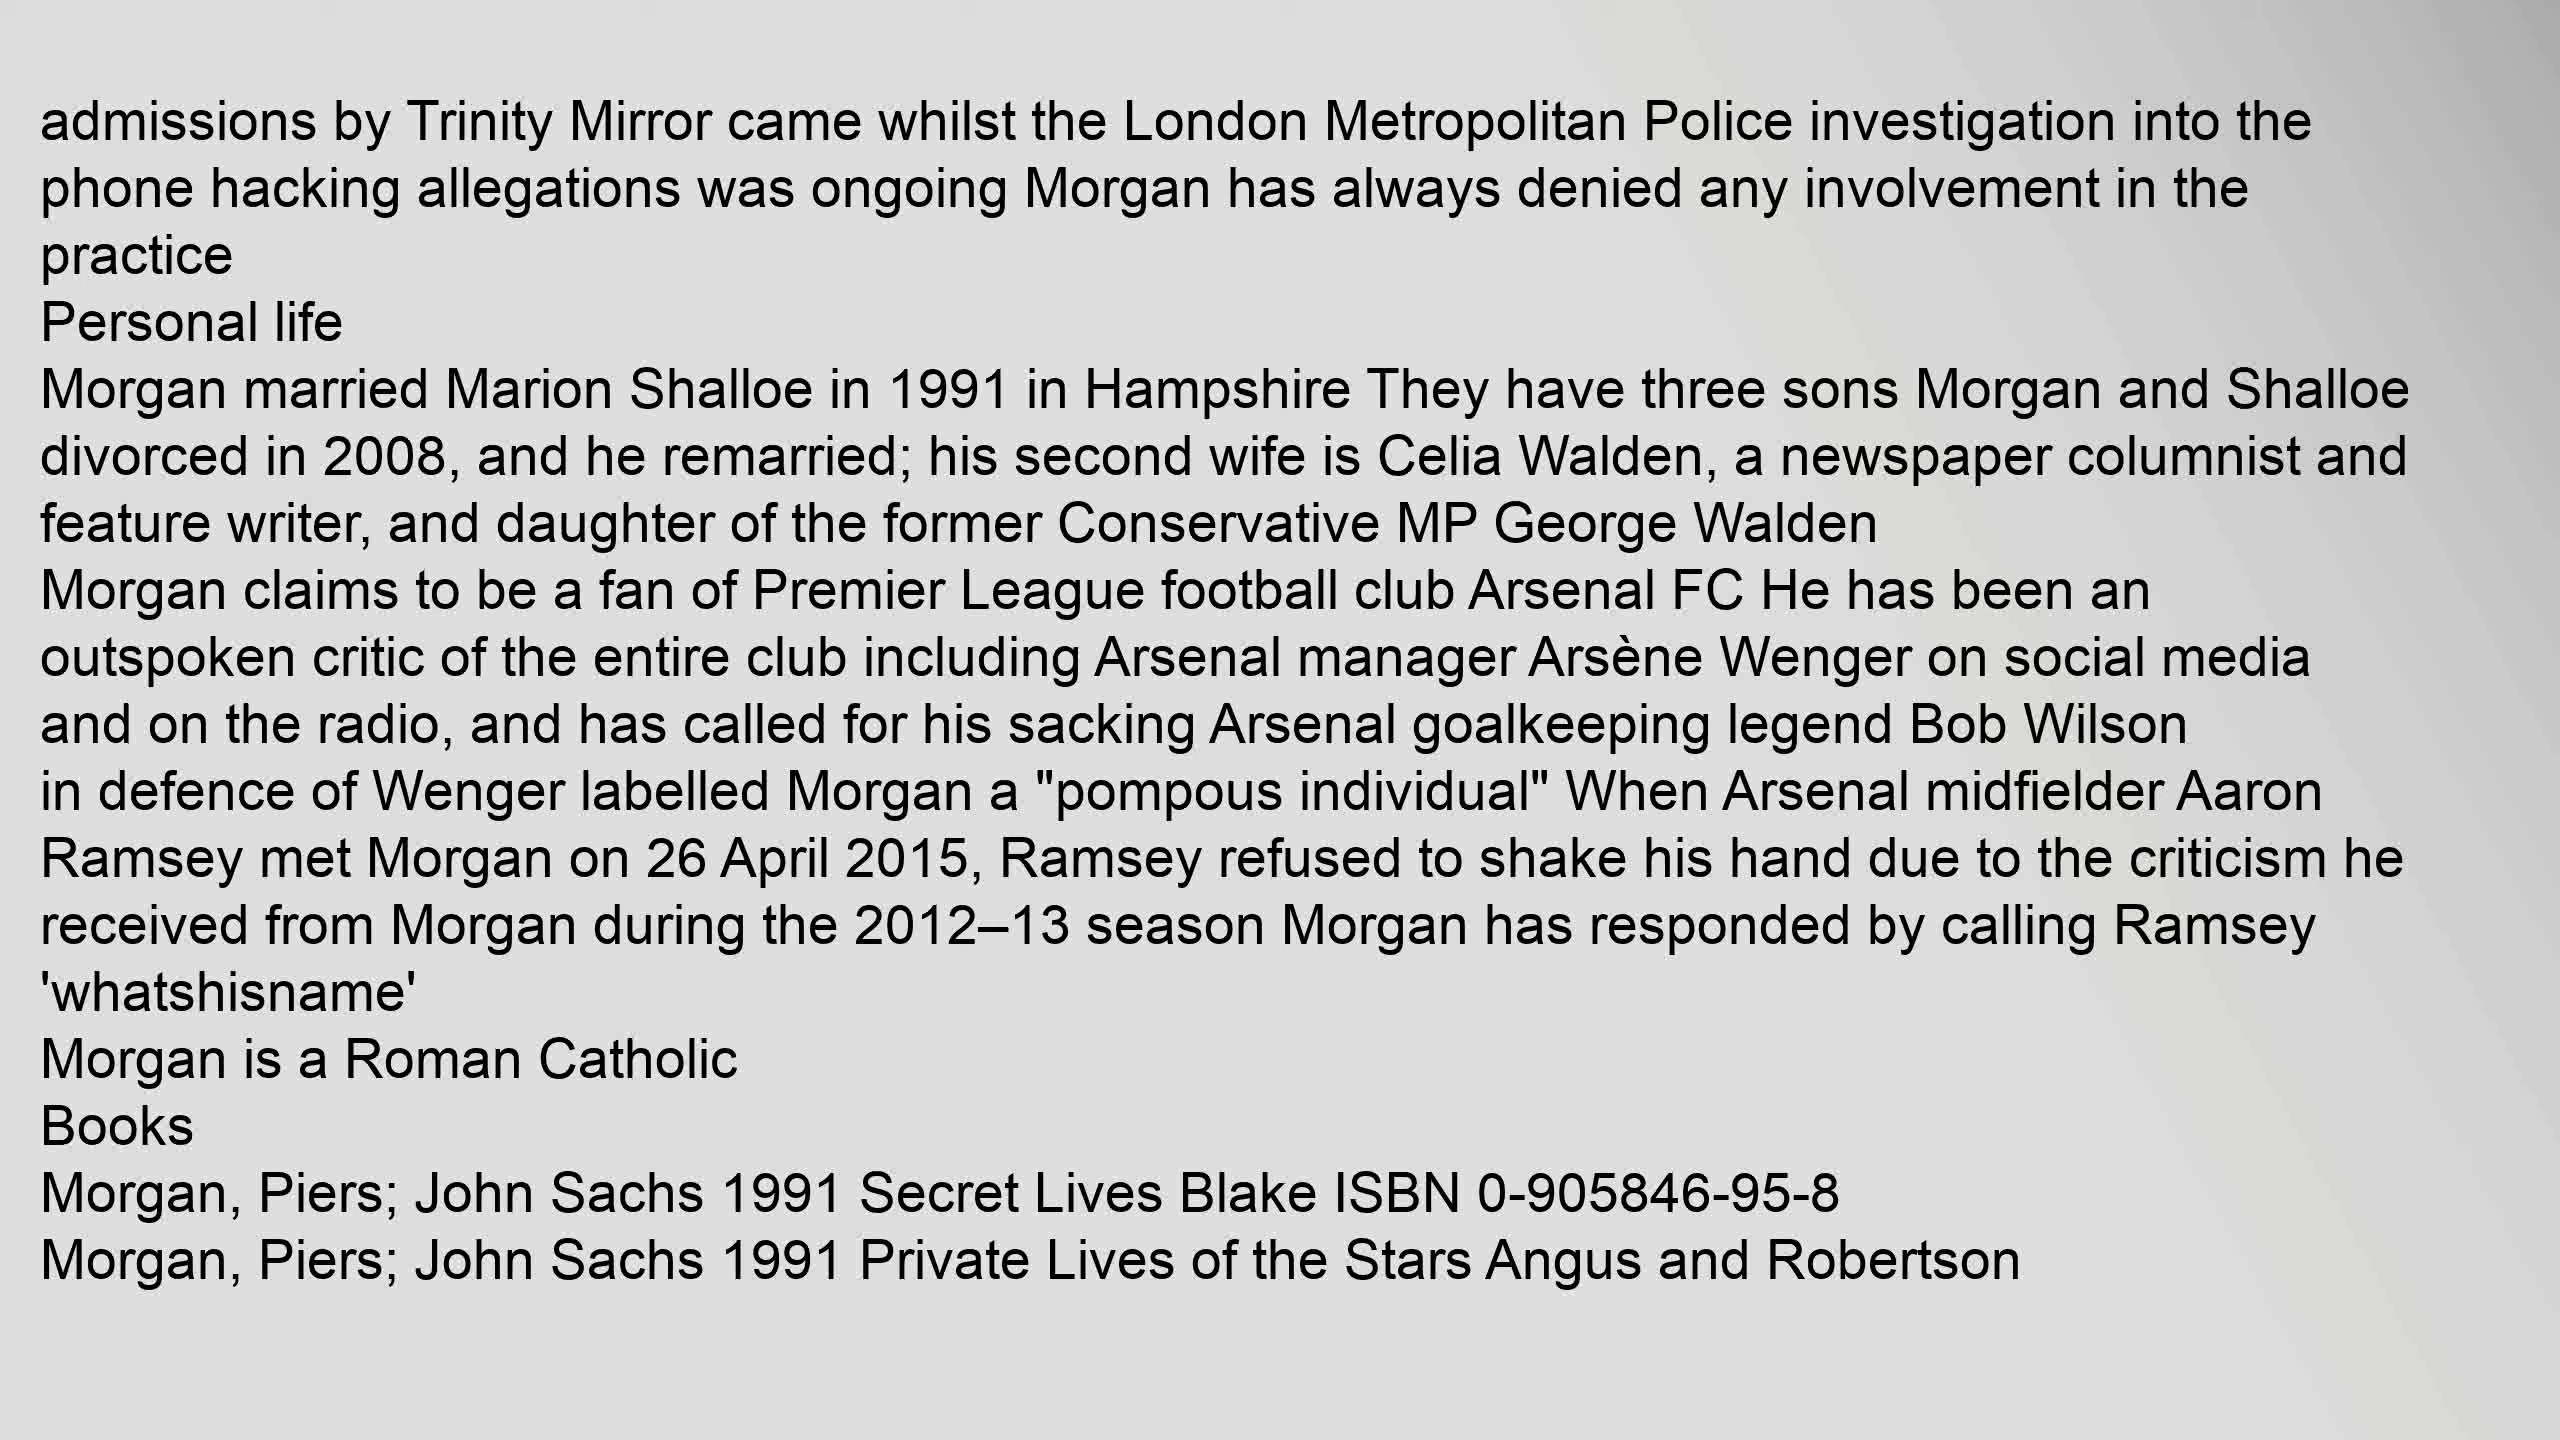 admissions by Trinity Mirror came whilst the London Metropolitan Police investigation into the
phone hacking allegations was ongoing Morgan has always denied any involvement in the
practice
Personal life
Morgan married Marion Shalloe in 1991 in Hampshire They have three sons Morgan and Shalloe
divorced in 2008, and he remarried; his second wife is Celia Walden, a newspaper columnist and
feature writer, and daughter of the former Conservative MP George Walden
Morgan claims to be a fan of Premier League football club Arsenal FC He has been an
outspoken critic of the entire club including Arsenal manager Arsène Wenger on social media
and on the radio, and has called for his sacking Arsenal goalkeeping legend Bob Wilson
in defence of Wenger labelled Morgan a "pompous individual" When Arsenal midfielder Aaron
Ramsey met Morgan on 26 April 2015, Ramsey refused to shake his hand due to the criticism he
received from Morgan during the 2012–13 season Morgan has responded by calling Ramsey
'whatshisname'
Morgan is a Roman Catholic
Books
Morgan, Piers; John Sachs 1991 Secret Lives Blake ISBN 0-905846-95-8
Morgan, Piers; John Sachs 1991 Private Lives of the Stars Angus and Robertson